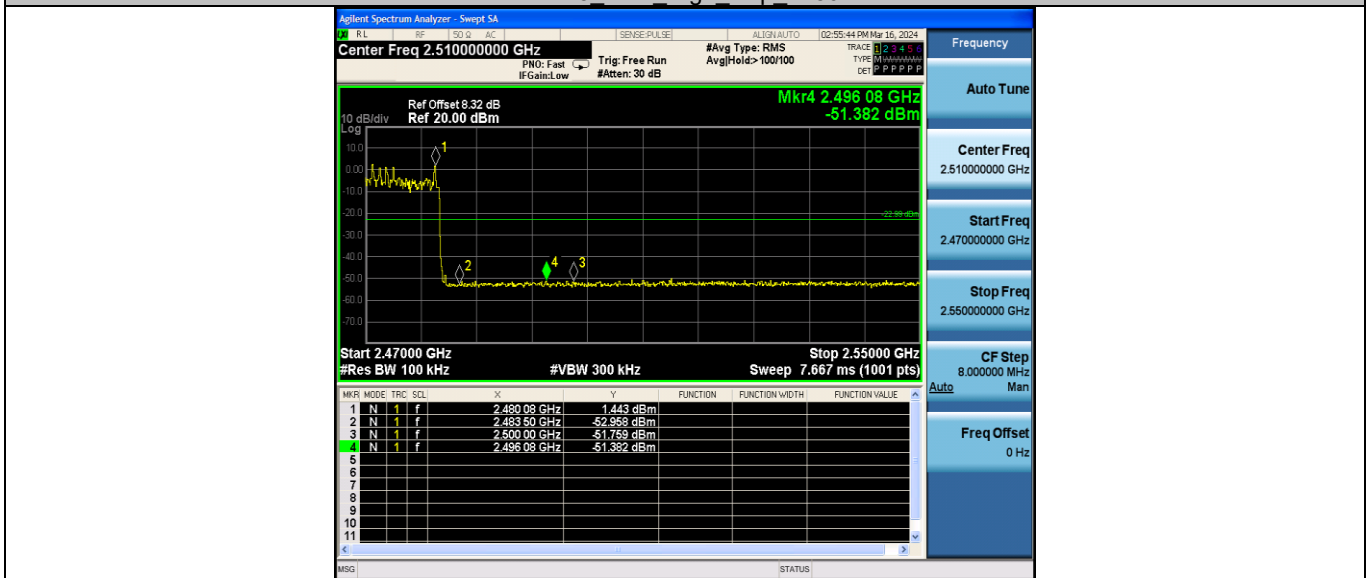 Agilent Spectrum Analyzer - Swept SA
RL RF 50 Ω AC SENSE:PULSE ALIGNAUTO 02:55:44 PM Mar 16, 2024
Center Freq 2.510000000 GHz
PNO: Fast
IFGain:Low
Trig: Free Run
#Atten: 30 dB
#Avg Type: RMS
Avg|Hold:>100/100
TRACE 1 2 3 4 5 6
TYPE M
DET P P P P P P
Mkr4 2.496 08 GHz
-51.382 dBm
Ref Offset 8.32 dB
10 dB/div Ref 20.00 dBm
Log
10.0
0.00
-10.0
-20.0
-30.0
-40.0
-50.0
-60.0
-70.0
1
2
4
3
-22.99 dBm
Start 2.47000 GHz Stop 2.55000 GHz
#Res BW 100 kHz #VBW 300 kHz Sweep 7.667 ms (1001 pts)
MKR MODE TRC SCL X Y FUNCTION FUNCTION WIDTH FUNCTION VALUE
1 N 1 f 2.480 08 GHz 1.443 dBm
2 N 1 f 2.483 50 GHz -52.958 dBm
3 N 1 f 2.500 00 GHz -51.759 dBm
4 N 1 f 2.496 08 GHz -51.382 dBm
5
6
7
8
9
10
11
MSG STATUS
Frequency
Auto Tune
Center Freq
2.510000000 GHz
Start Freq
2.470000000 GHz
Stop Freq
2.550000000 GHz
CF Step
8.000000 MHz
Auto Man
Freq Offset
0 Hz